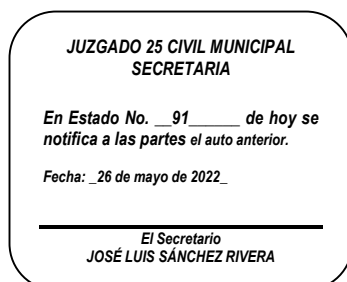 JUZGADO 25 CIVIL MUNICIPAL
SECRETARIA
En Estado No. __91______ de hoy se
notifica a las partes el auto anterior.
Fecha: _26 de mayo de 2022_
El Secretario
JOSÉ LUIS SÁNCHEZ RIVERA